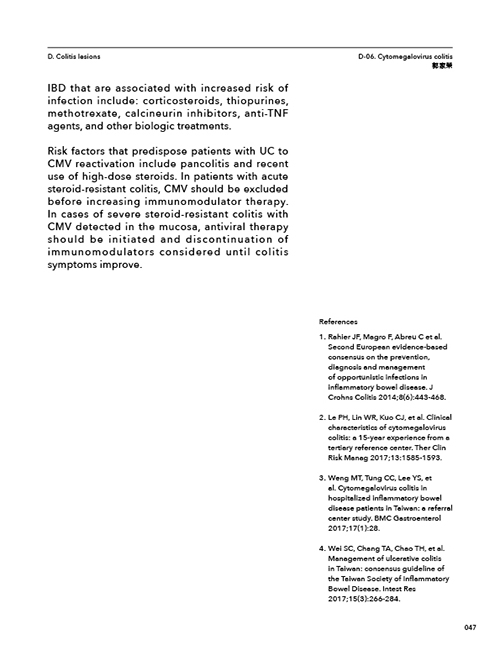 D. Colitis lesions
D-06. Cytomegalovirus colitis
郭家榮
IBD that are associated with increased risk of
infection include: corticosteroids, thiopurines,
methotrexate, calcineurin inhibitors, anti-TNF
agents, and other biologic treatments.
Risk factors that predispose patients with UC to
CMV reactivation include pancolitis and recent
use of high-dose steroids. In patients with acute
steroid-resistant colitis, CMV should be excluded
before increasing immunomodulator therapy.
In cases of severe steroid-resistant colitis with
CMV detected in the mucosa, antiviral therapy
should be initiated and discontinuation of
immunomodulators considered until colitis
symptoms improve.
References
1. Rahier JF, Magro F, Abreu C et al.
Second European evidence-based
consensus on the prevention,
diagnosis and management
of opportunistic infections in
inflammatory bowel disease. J
Crohns Colitis 2014;8(6):443-468.
2. Le PH, Lin WR, Kuo CJ, et al. Clinical
characteristics of cytomegalovirus
colitis: a 15-year experience from a
tertiary reference center. Ther Clin
Risk Manag 2017;13:1585-1593.
3. Weng MT, Tung CC, Lee YS, et
al. Cytomegalovirus colitis in
hospitalized inflammatory bowel
disease patients in Taiwan: a referral
center study. BMC Gastroenterol
2017;17(1):28.
4. Wei SC, Chang TA, Chao TH, et al.
Management of ulcerative colitis
in Taiwan: consensus guideline of
the Taiwan Society of Inflammatory
Bowel Disease. Intest Res
2017;15(3):266-284.
047